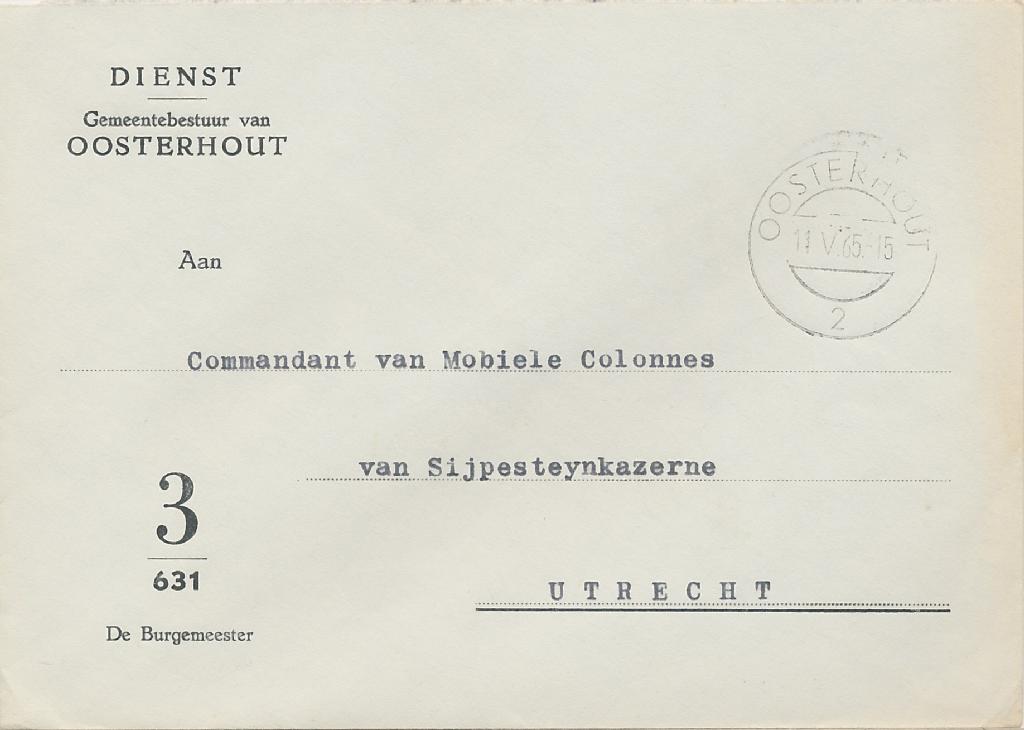 DIENST
Gemeentebestuur van
OOSTERHOUT
OOSTERHOUT
11 V.65.-15
2
Aan
Commandant van Mobiele Colonnes
van Sijpesteynkazerne
UTRECHT
3
631
De Burgemeester